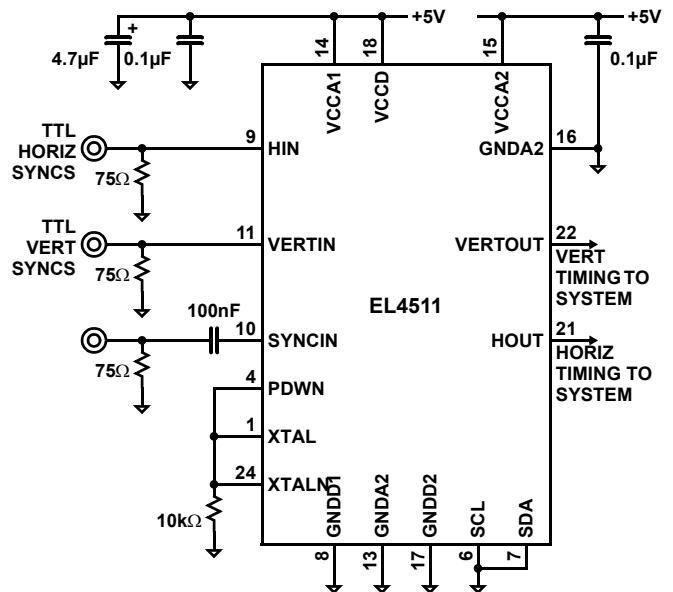 +5V
+5V
4.7µF
+
0.1µF
0.1µF
14
18
15
VCCA1
VCCD
VCCA2
TTL
HORIZ
SYNCS
9
HIN
75Ω
GNDA2
16
TTL
VERT
SYNCS
11
VERTIN
75Ω
VERTOUT
22
VERT
TIMING TO
SYSTEM
EL4511
100nF
10
SYNCIN
75Ω
HOUT
21
HORIZ
TIMING TO
SYSTEM
4
PDWN
1
XTAL
24
XTALN
10kΩ
GNDD1
GNDA2
GNDD2
SCL
SDA
8
13
17
6
7